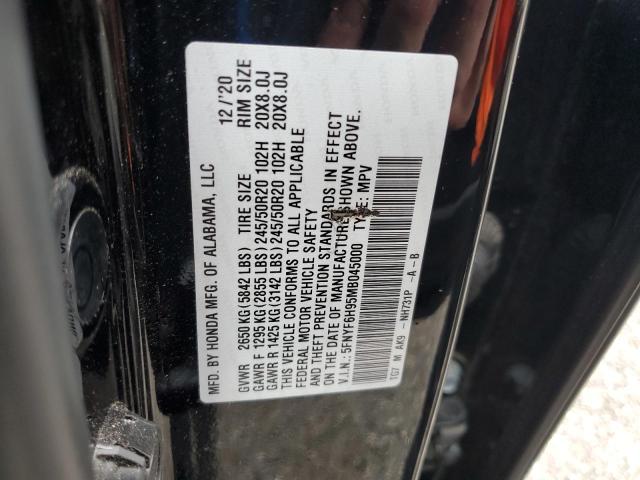 MFD. BY HONDA MFG. OF ALABAMA, LLC 12/'20
GVWR 2650 KG (5842 LBS) TIRE SIZE RIM SIZE
GAWR F 1295 KG (2855 LBS) 245/50R20 102H 20X8.0J
GAWR R 1425 KG (3142 LBS) 245/50R20 102H 20X8.0J
THIS VEHICLE CONFORMS TO ALL APPLICABLE
FEDERAL MOTOR VEHICLE SAFETY
AND THEFT PREVENTION STANDARDS IN EFFECT
ON THE DATE OF MANUFACTURE SHOWN ABOVE.
V.I.N.: 5FNYF6H95MB045000 TYPE: MPV
TG7 M AK9 -NH731P -A -B